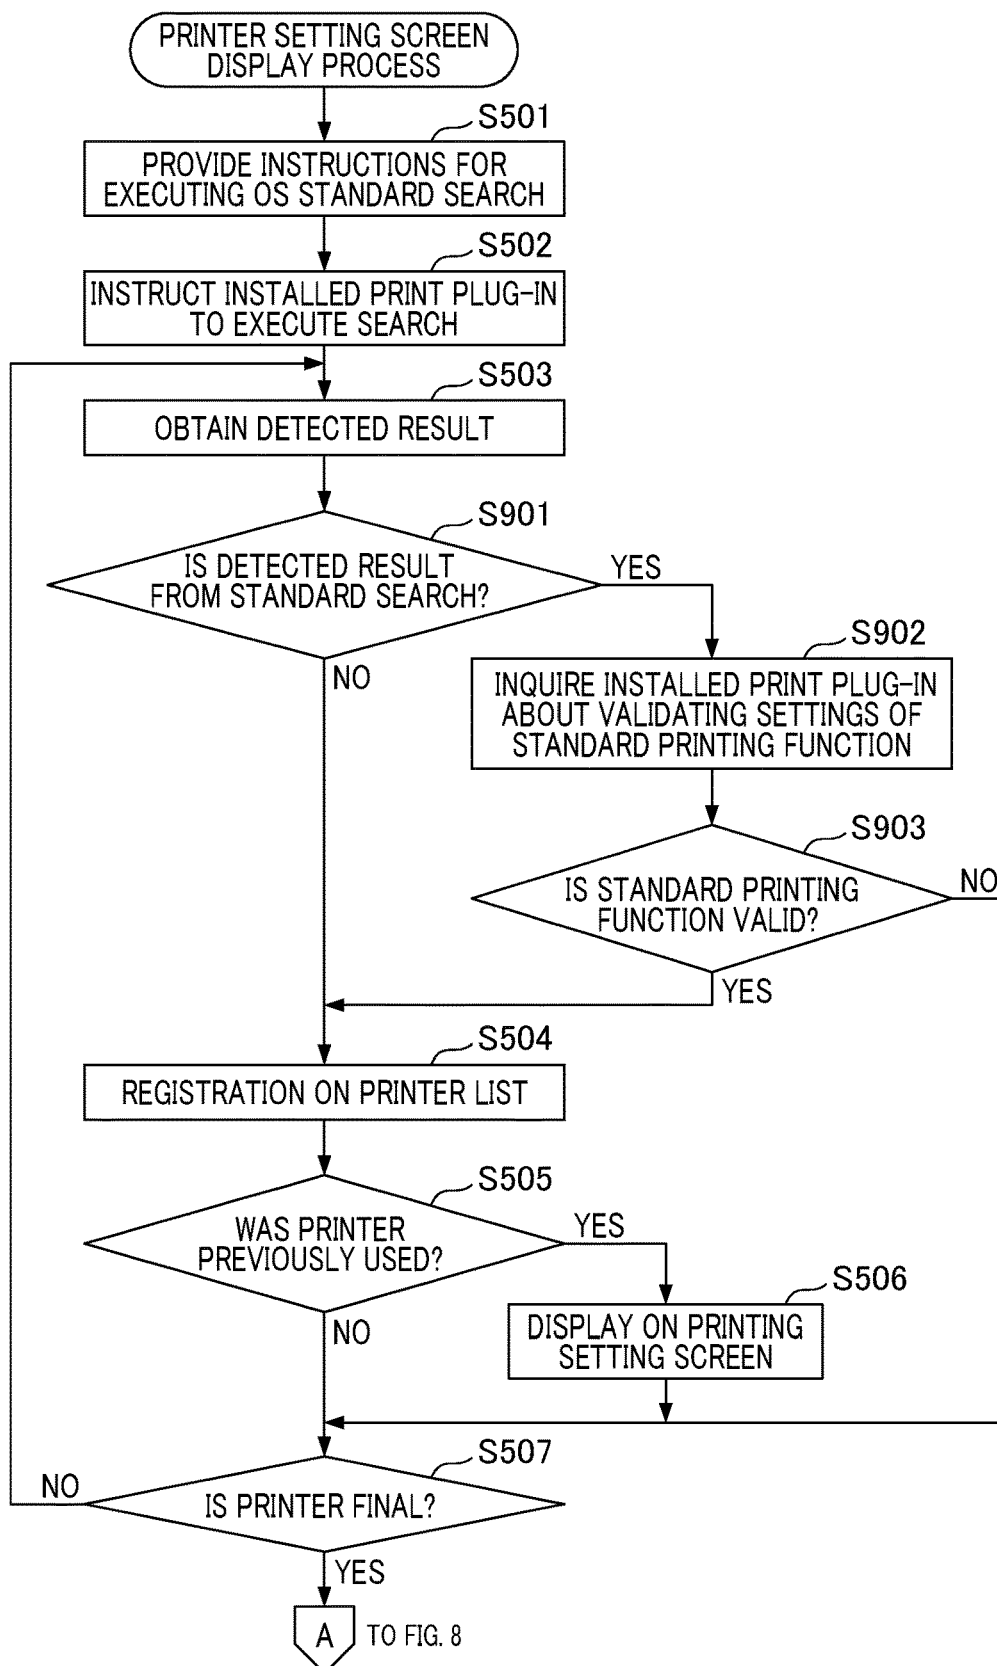 PRINTER SETTING SCREEN
DISPLAY PROCESS
S501
PROVIDE INSTRUCTIONS FOR
EXECUTING OS STANDARD SEARCH
S502
INSTRUCT INSTALLED PRINT PLUG-IN
TO EXECUTE SEARCH
S503
OBTAIN DETECTED RESULT
S901
IS DETECTED RESULT
FROM STANDARD SEARCH?
YES
NO
S902
INQUIRE INSTALLED PRINT PLUG-IN
ABOUT VALIDATING SETTINGS OF
STANDARD PRINTING FUNCTION
S903
IS STANDARD PRINTING
FUNCTION VALID?
NO
YES
S504
REGISTRATION ON PRINTER LIST
S505
WAS PRINTER
PREVIOUSLY USED?
YES
NO
S506
DISPLAY ON PRINTING
SETTING SCREEN
S507
IS PRINTER FINAL?
NO
YES
A
TO FIG. 8